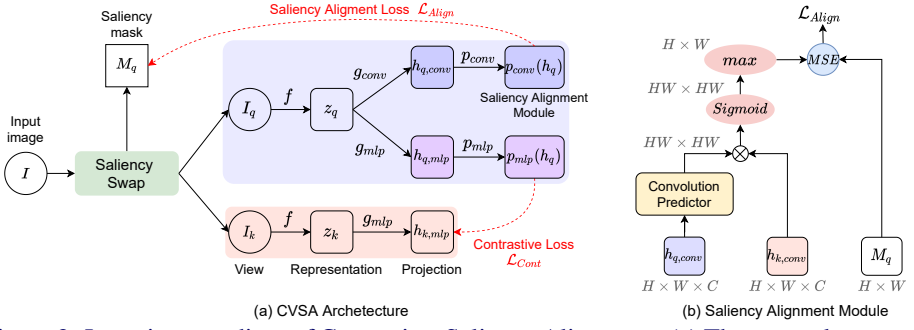 Saliency Aligment Loss ℒ_Align
Saliency
mask
M_q
Input
image
I
Saliency
Swap
I_q
f
z_q
g_conv
g_mlp
h_q,conv
p_conv
p_conv(h_q)
Saliency Alignment
Module
h_q,mlp
p_mlp
p_mlp(h_q)
I_k
f
z_k
g_mlp
h_k,mlp
Contrastive Loss
ℒ_Cont
View
Representation
Projection
(a) CVSA Archetecture
ℒ_Align
H × W
max
MSE
HW × HW
Sigmoid
HW × HW
⊗
Convolution
Predictor
h_q,conv
h_k,conv
M_q
H × W × C
H × W × C
H × W
(b) Saliency Alignment Module